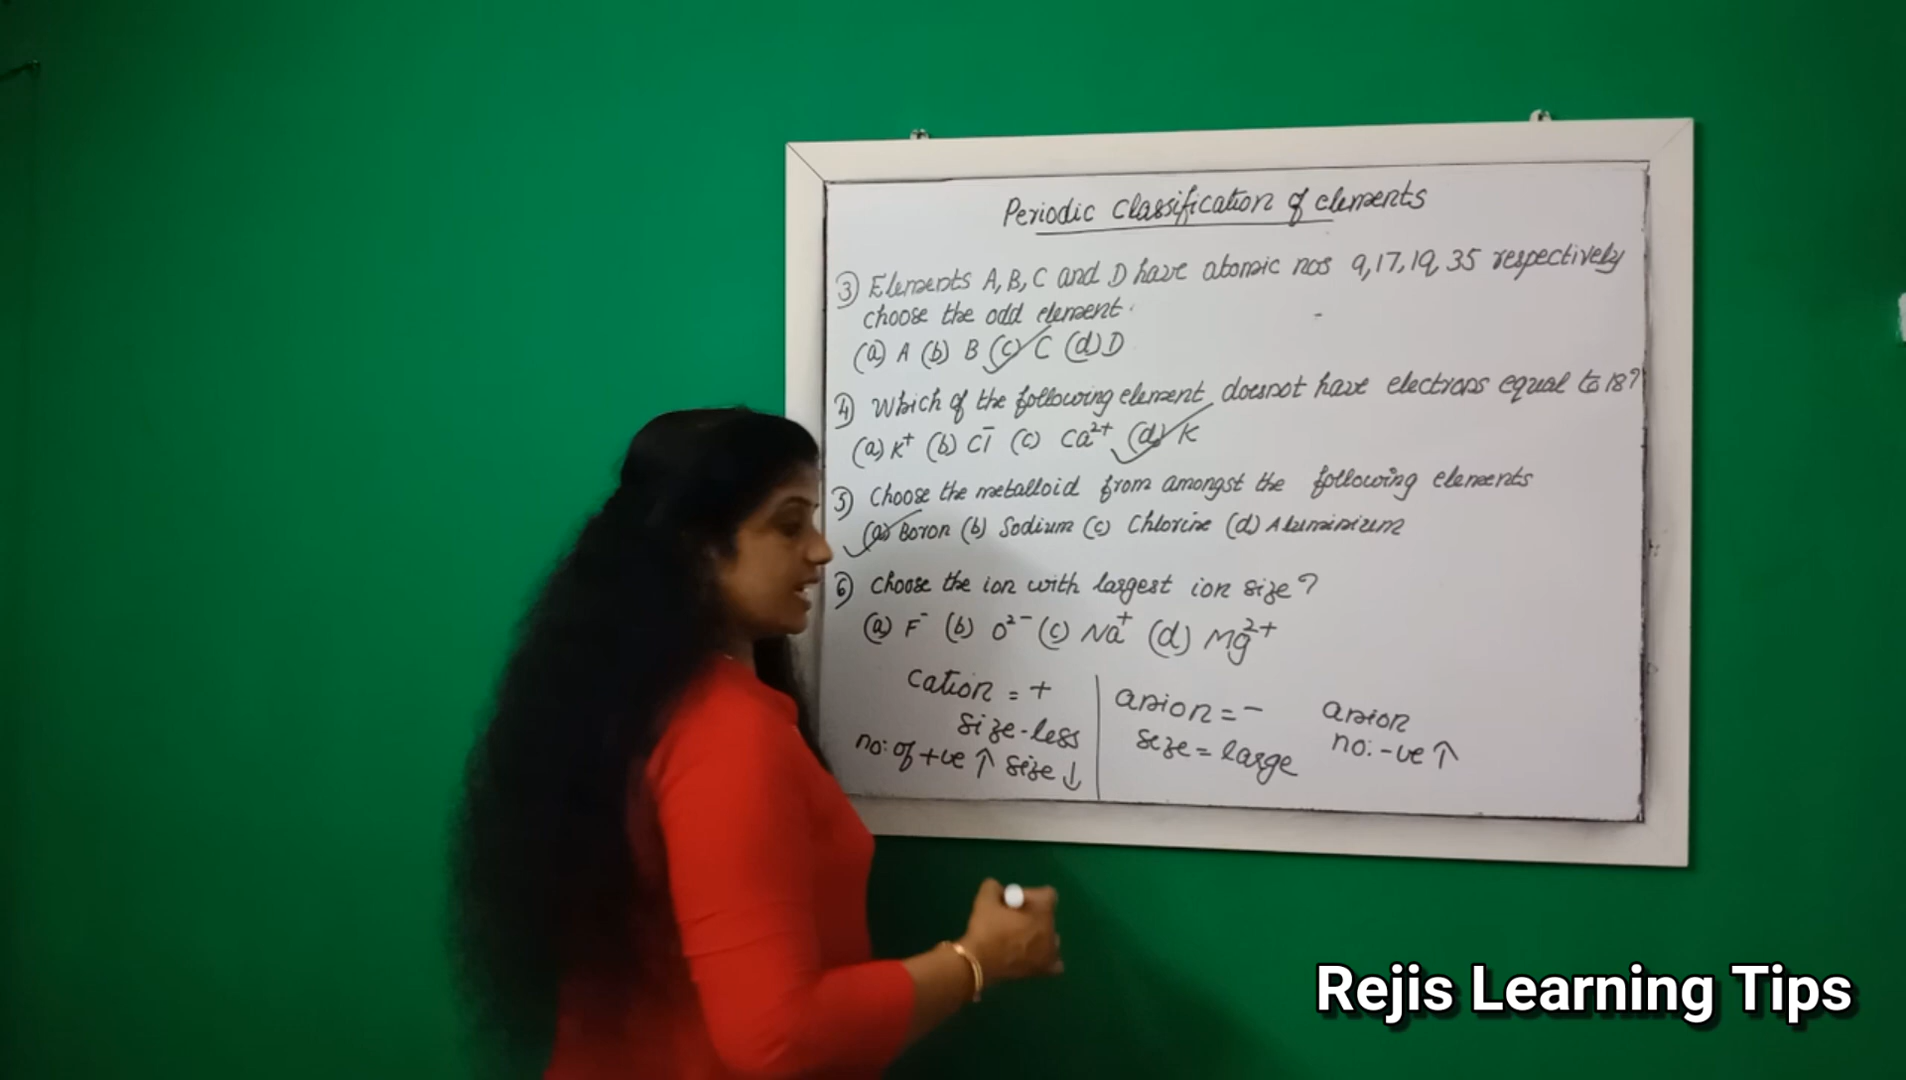 Periodic classification of elements
③ Elements A, B, C and D have atomic nos 9, 17, 19, 35 respectively
choose the odd element.
(a) A (b) B (c) C (d) D
④ Which of the following element doesnot have electrons equal to 18?
(a) K⁺ (b) Cl⁻ (c) Ca²⁺ (d) K
⑤ Choose the metalloid from amongst the following elements
(a) Boron (b) Sodium (c) Chlorine (d) Aluminium
⑥ choose the ion with largest ion size?
(a) F⁻ (b) O²⁻ (c) Na⁺ (d) Mg²⁺
cation = +
size-less
no: of +ve ↑ size ↓
anion = -
size = large
anion
no: -ve ↑
Rejis Learning Tips